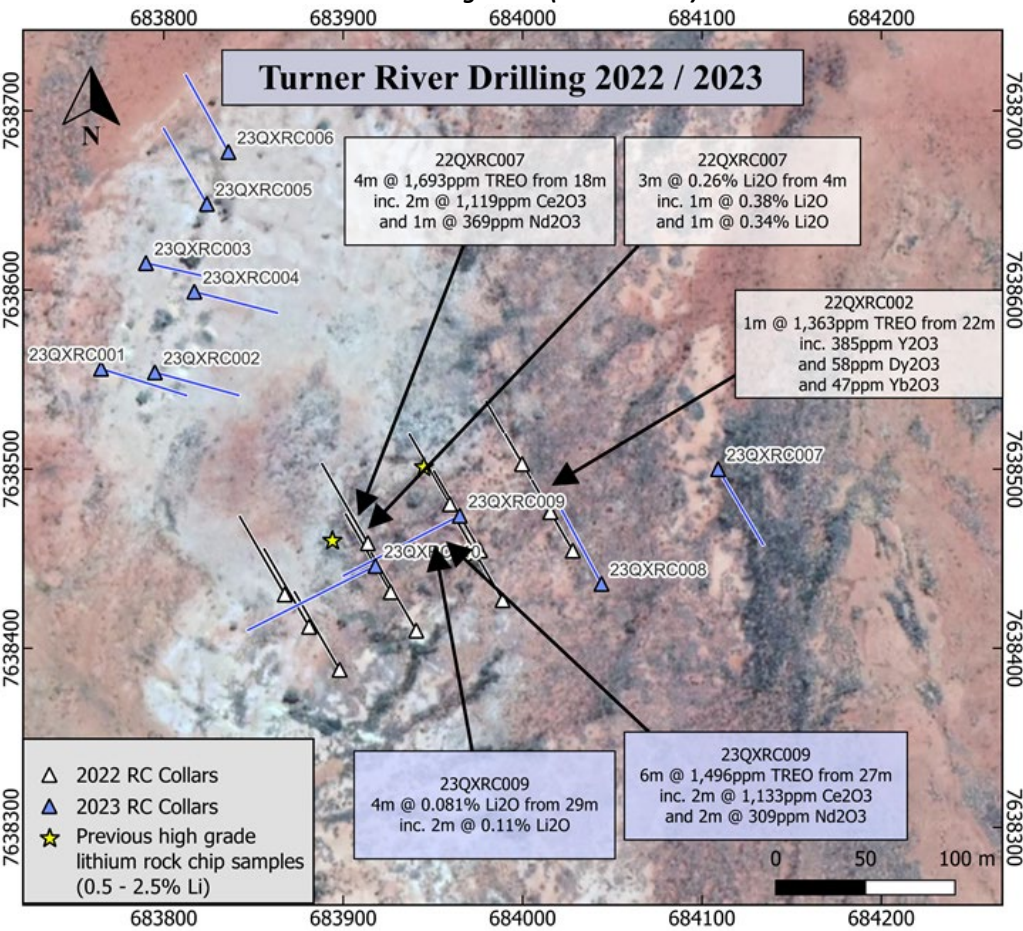 683800 683900 684000 684100 684200
Turner River Drilling 2022 / 2023
7638700
7638700
N
23QXRC006
23QXRC005
23QXRC003
23QXRC004
23QXRC001
23QXRC002
22QXRC007
4m @ 1,693ppm TREO from 18m
inc. 2m @ 1,119ppm Ce2O3
and 1m @ 369ppm Nd2O3
22QXRC007
3m @ 0.26% Li2O from 4m
inc. 1m @ 0.38% Li2O
and 1m @ 0.34% Li2O
7638600
7638600
22QXRC002
1m @ 1,363ppm TREO from 22m
inc. 385ppm Y2O3
and 58ppm Dy2O3
and 47ppm Yb2O3
7638500
7638500
23QXRC007
23QXRC009
23QXRC008
7638400
7638400
23QXRC009
4m @ 0.081% Li2O from 29m
inc. 2m @ 0.11% Li2O
23QXRC009
6m @ 1,496ppm TREO from 27m
inc. 2m @ 1,133ppm Ce2O3
and 2m @ 309ppm Nd2O3
2022 RC Collars
2023 RC Collars
Previous high grade
lithium rock chip samples
(0.5 - 2.5% Li)
7638300
7638300
0 50 100 m
683800 683900 684000 684100 684200